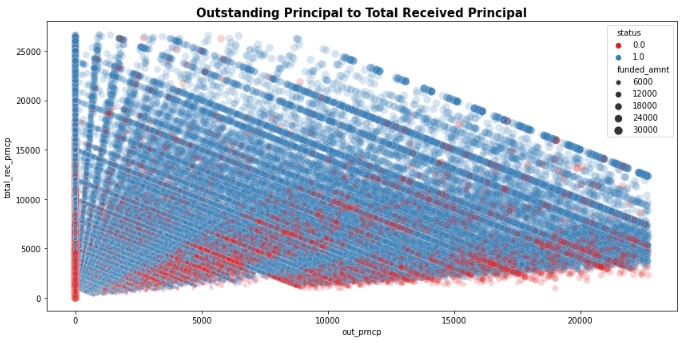 Outstanding Principal to Total Received Principal
status
0.0
1.0
funded_amnt
6000
12000
18000
24000
30000
total_rec_prncp
25000
20000
15000
10000
5000
0
0 5000 10000 15000 20000
out_prncp